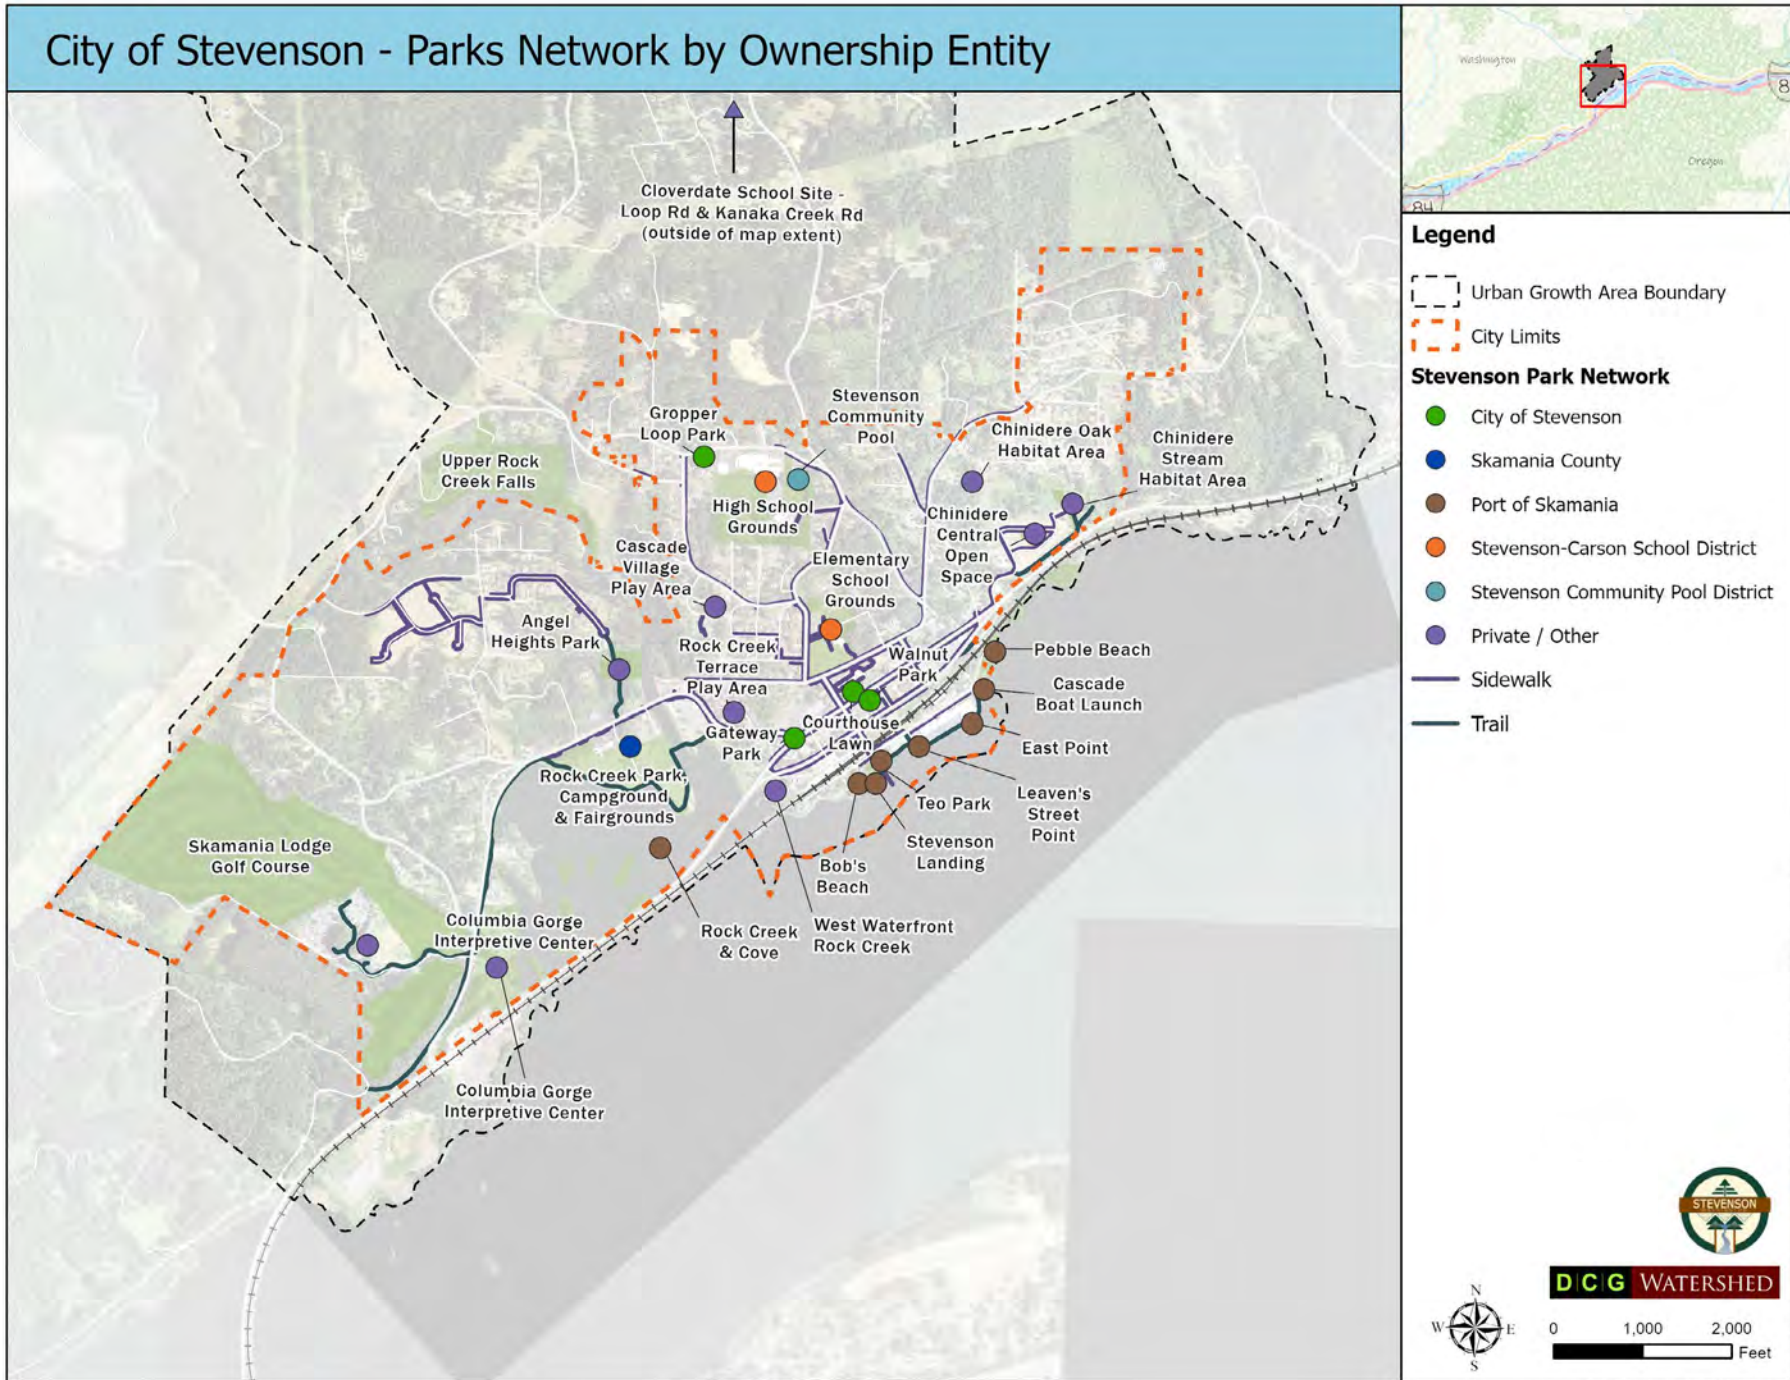 City of Stevenson - Parks Network by Ownership Entity
Cloverdate School Site -
Loop Rd & Kanaka Creek Rd
(outside of map extent)
Stevenson
Community
Pool
Gropper
Loop Park
Chinidere Oak
Habitat Area
Chinidere
Stream
Habitat Area
Upper Rock
Creek Falls
High School
Grounds
Chinidere
Central
Open
Space
Cascade
Village
Play Area
Elementary
School
Grounds
Angel
Heights Park
Rock Creek
Terrace
Play Area
Walnut
Park
Pebble Beach
Cascade
Boat Launch
Gateway
Park
Courthouse
Lawn
East Point
Rock Creek Park,
Campground
& Fairgrounds
Teo Park
Leaven's
Street
Point
Skamania Lodge
Golf Course
Bob's
Beach
Stevenson
Landing
Columbia Gorge
Interpretive Center
Rock Creek
& Cove
West Waterfront
Rock Creek
Columbia Gorge
Interpretive Center
Washington
Oregon
8
84
Legend
Urban Growth Area Boundary
City Limits
Stevenson Park Network
City of Stevenson
Skamania County
Port of Skamania
Stevenson-Carson School District
Stevenson Community Pool District
Private / Other
Sidewalk
Trail
STEVENSON
DCG WATERSHED
N
W E
S
0 1,000 2,000
Feet